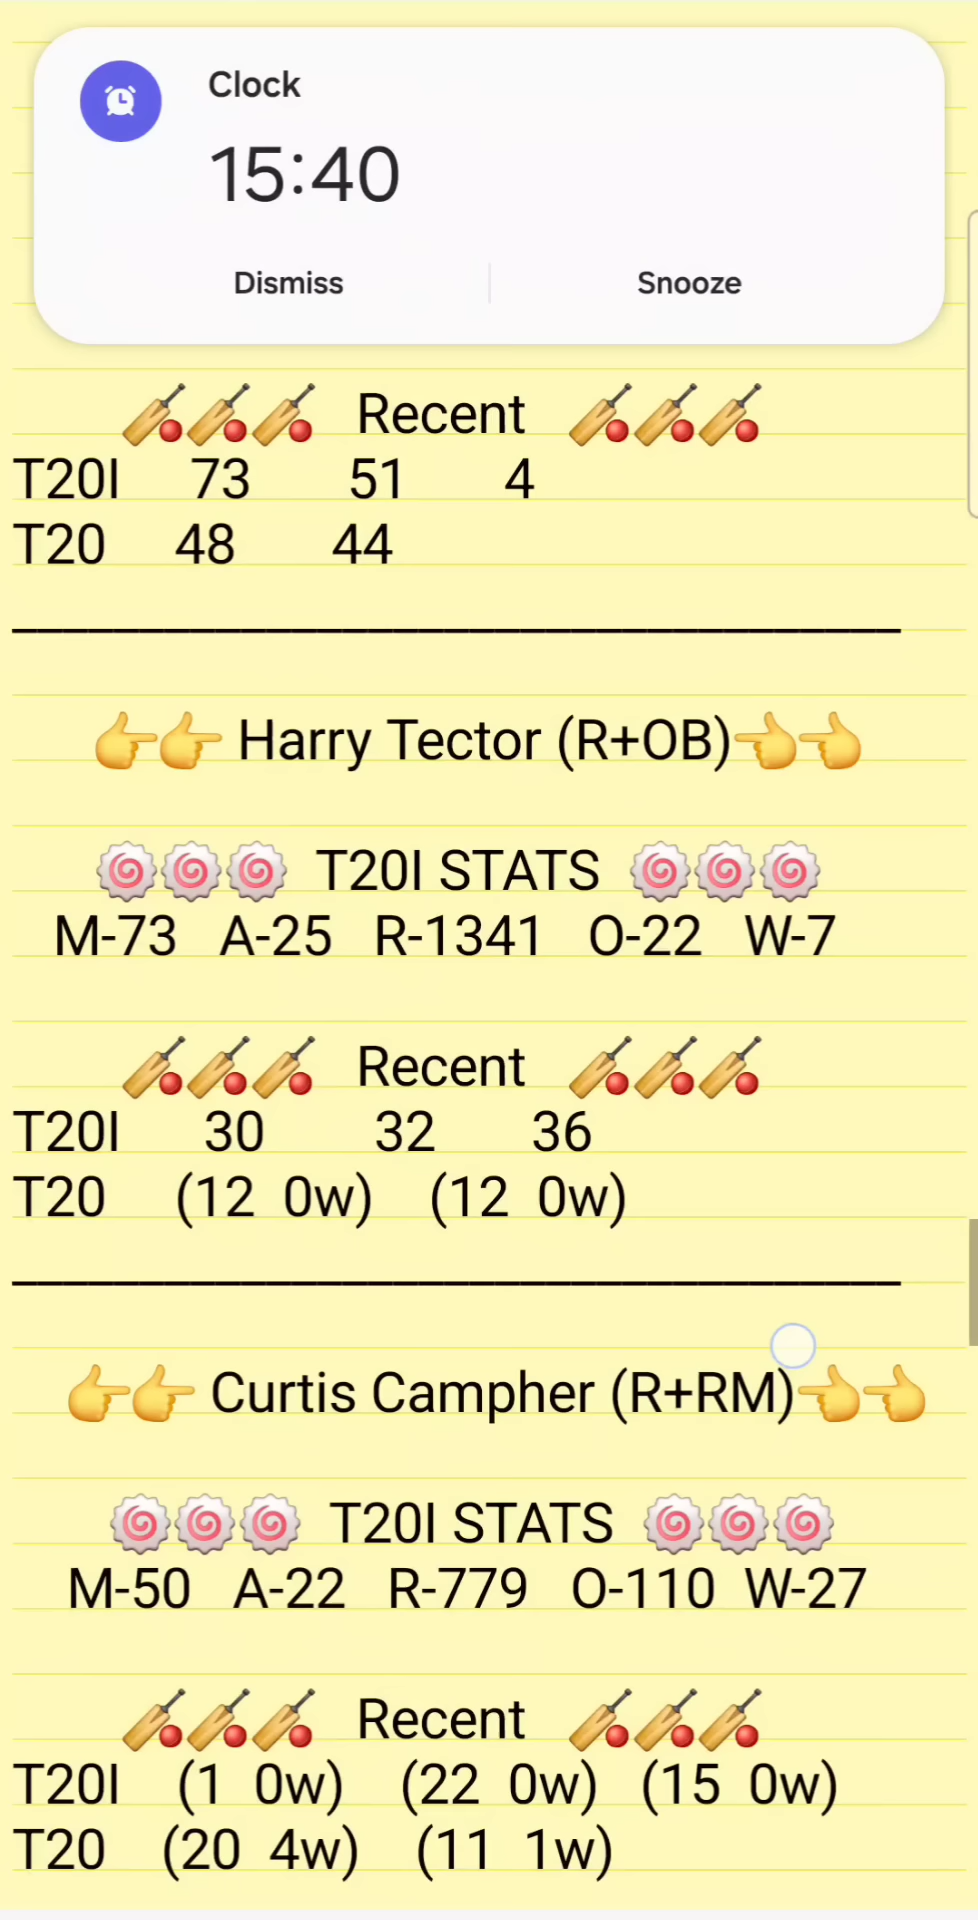 Clock
15:40
Dismiss Snooze
🏏🏏🏏 Recent 🏏🏏🏏
T20I 73 51 4
T20 48 44
___________________________________
👉👉 Harry Tector (R+OB)👈👈
🍥🍥🍥 T20I STATS 🍥🍥🍥
M-73 A-25 R-1341 O-22 W-7
🏏🏏🏏 Recent 🏏🏏🏏
T20I 30 32 36
T20 (12 0w) (12 0w)
___________________________________
👉👉 Curtis Campher (R+RM)👈👈
🍥🍥🍥 T20I STATS 🍥🍥🍥
M-50 A-22 R-779 O-110 W-27
🏏🏏🏏 Recent 🏏🏏🏏
T20I (1 0w) (22 0w) (15 0w)
T20 (20 4w) (11 1w)